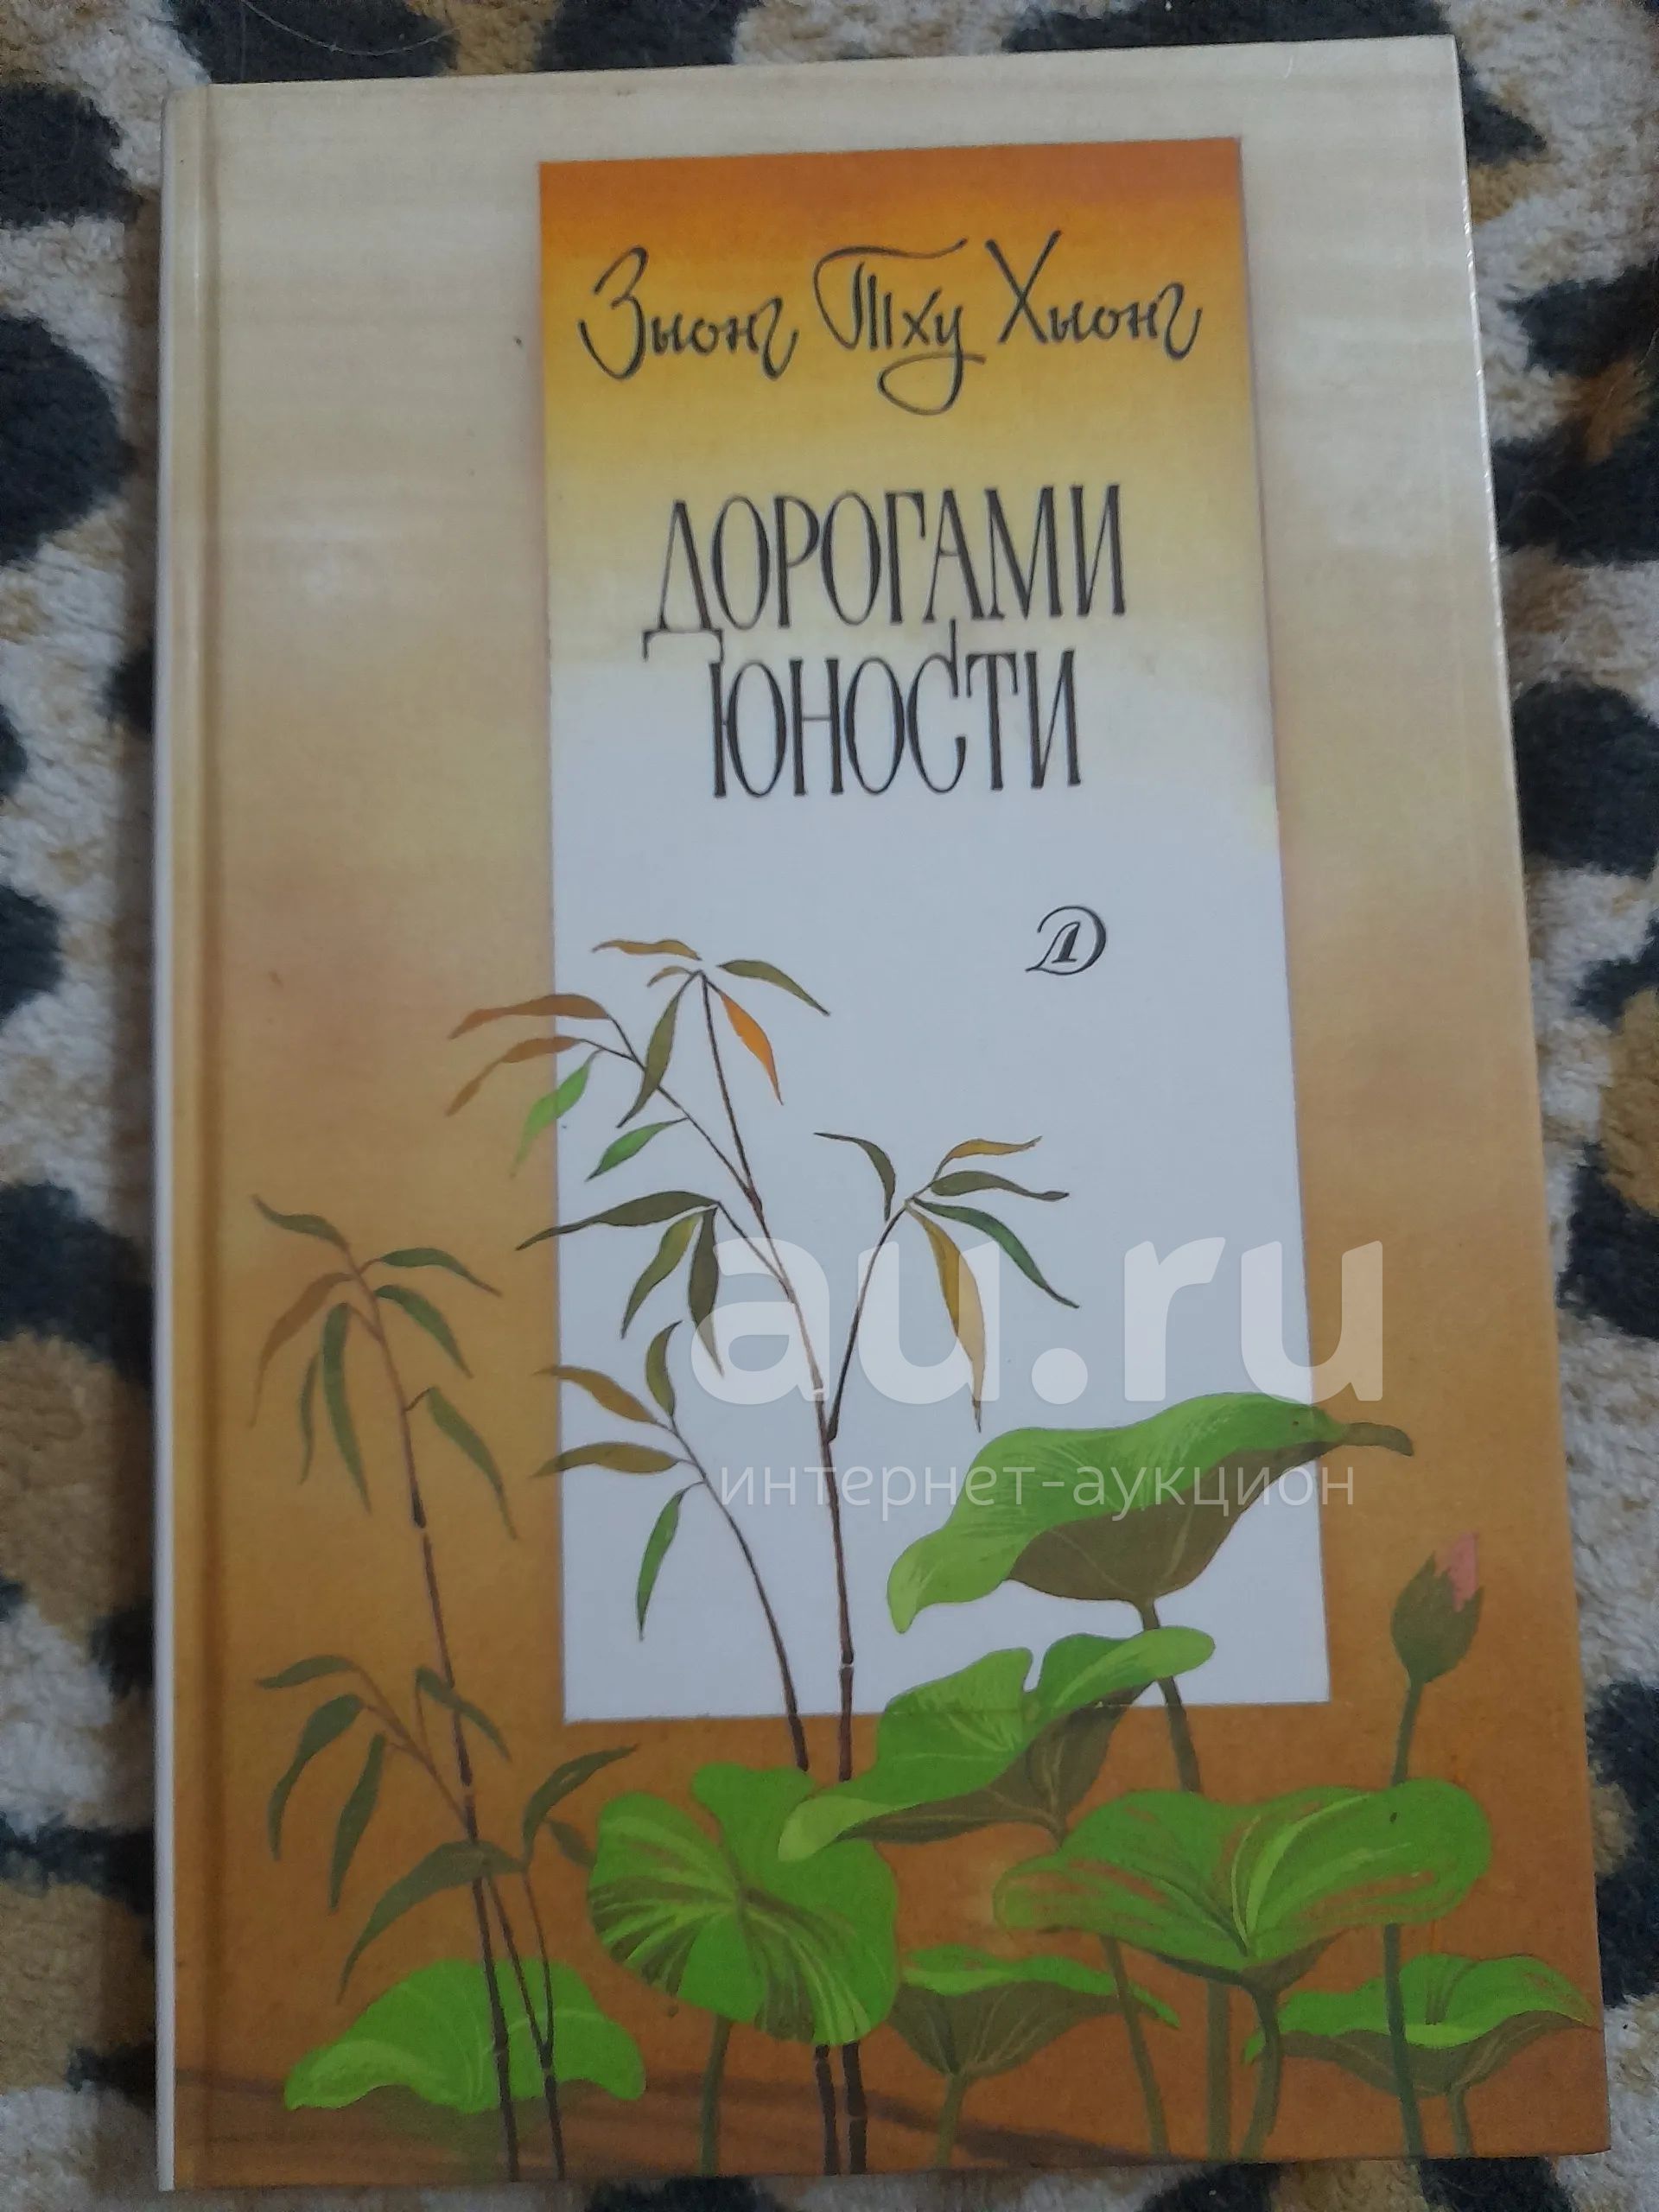 Зыонг Тху Хыонг
ДОРОГАМИ
ЮНОСТИ
Д
au.ru
интернет-аукцион